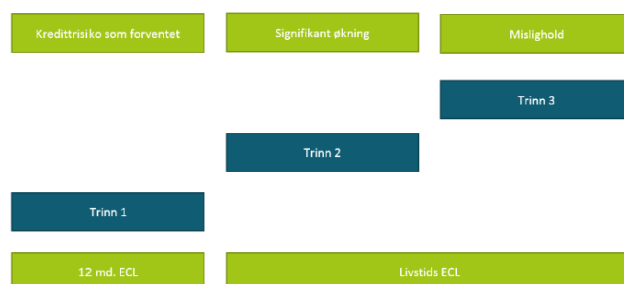 Kredittrisiko som forventet
Signifikant økning
Mislighold
Trinn 3
Trinn 2
Trinn 1
12 md. ECL
Livstids ECL